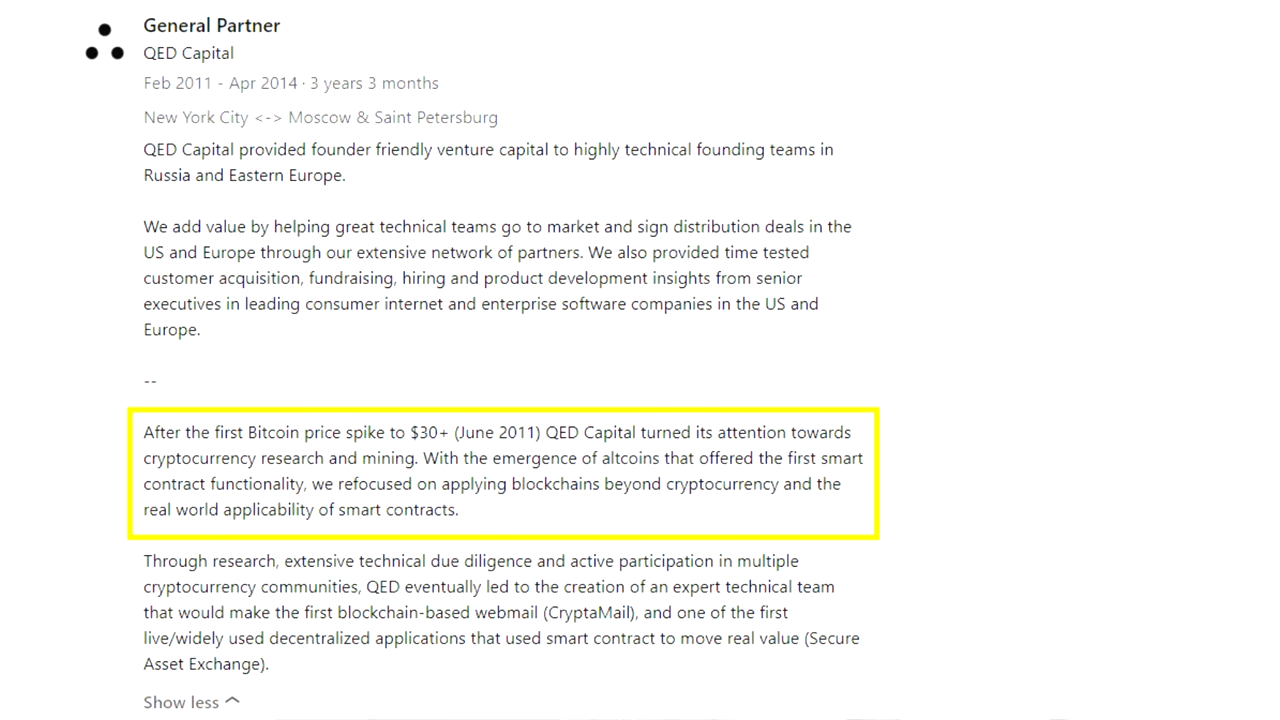 General Partner
QED Capital
Feb 2011 - Apr 2014 · 3 years 3 months
New York City <-> Moscow & Saint Petersburg
QED Capital provided founder friendly venture capital to highly technical founding teams in
Russia and Eastern Europe.
We add value by helping great technical teams go to market and sign distribution deals in the
US and Europe through our extensive network of partners. We also provided time tested
customer acquisition, fundraising, hiring and product development insights from senior
executives in leading consumer internet and enterprise software companies in the US and
Europe.
--
After the first Bitcoin price spike to $30+ (June 2011) QED Capital turned its attention towards
cryptocurrency research and mining. With the emergence of altcoins that offered the first smart
contract functionality, we refocused on applying blockchains beyond cryptocurrency and the
real world applicability of smart contracts.
Through research, extensive technical due diligence and active participation in multiple
cryptocurrency communities, QED eventually led to the creation of an expert technical team
that would make the first blockchain-based webmail (CryptaMail), and one of the first
live/widely used decentralized applications that used smart contract to move real value (Secure
Asset Exchange).
Show less